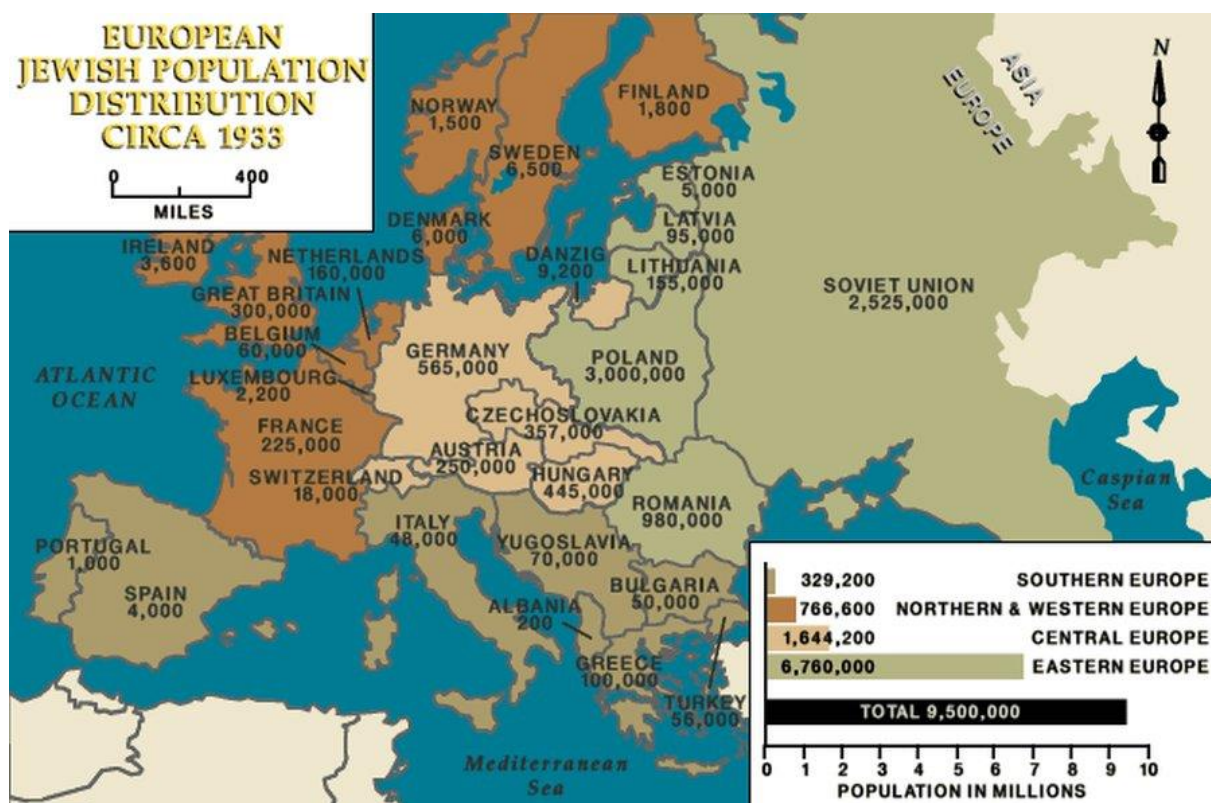 EUROPEAN
JEWISH POPULATION
DISTRIBUTION
CIRCA 1933
0 400
MILES
N
ASIA
EUROPE
NORWAY
1,500
SWEDEN
6,500
FINLAND
1,800
ESTONIA
5,000
LATVIA
95,000
LITHUANIA
155,000
DENMARK
6,000
DANZIG
9,200
IRELAND
3,600
NETHERLANDS
160,000
GREAT BRITAIN
300,000
BELGIUM
60,000
LUXEMBOURG
2,200
GERMANY
565,000
POLAND
3,000,000
SOVIET UNION
2,525,000
ATLANTIC
OCEAN
FRANCE
225,000
CZECHOSLOVAKIA
357,000
AUSTRIA
250,000
SWITZERLAND
18,000
HUNGARY
445,000
ROMANIA
980,000
Caspian
Sea
PORTUGAL
1,000
SPAIN
4,000
ITALY
48,000
YUGOSLAVIA
70,000
BULGARIA
50,000
ALBANIA
200
GREECE
100,000
TURKEY
56,000
Mediterranean
Sea
329,200 SOUTHERN EUROPE
766,600 NORTHERN & WESTERN EUROPE
1,644,200 CENTRAL EUROPE
6,760,000 EASTERN EUROPE
TOTAL 9,500,000
0 1 2 3 4 5 6 7 8 9 10
POPULATION IN MILLIONS